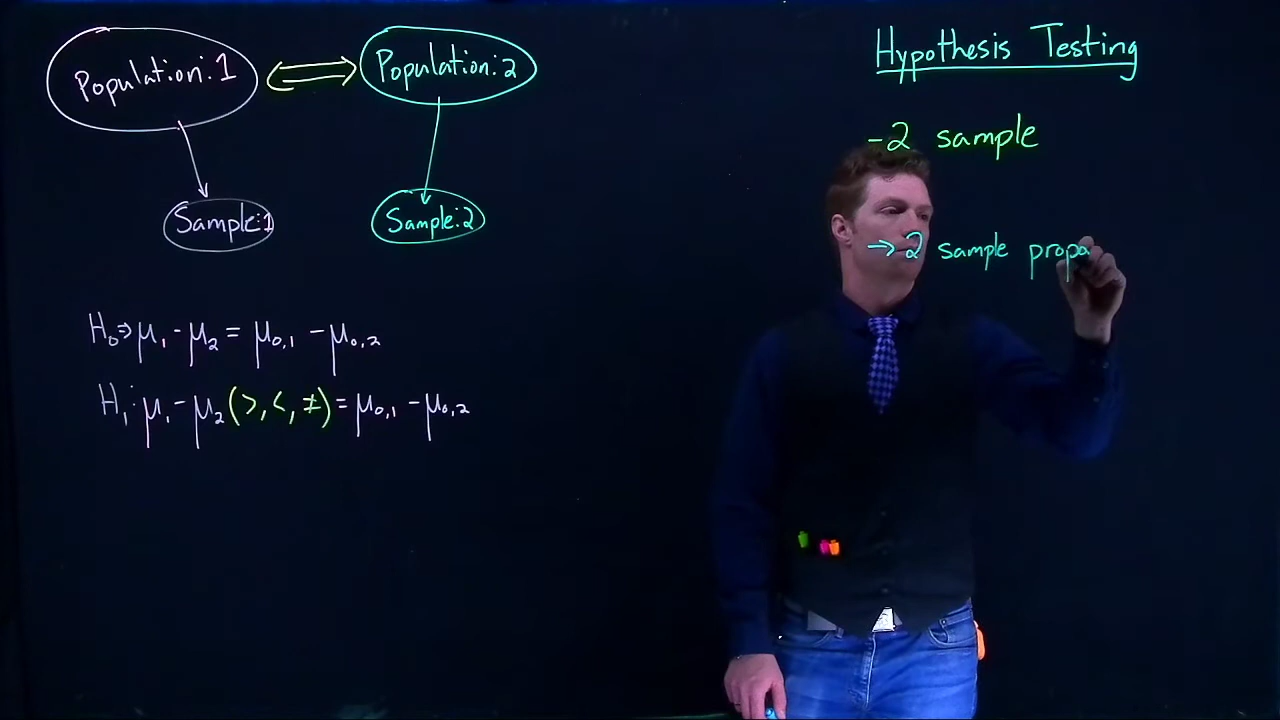 Population: 1
Population: 2
Sample: 1
Sample: 2
H₀ ⇒ μ₁ - μ₂ = μ₀,₁ - μ₀,₂
H₁: μ₁ - μ₂ (>, <, ≠) = μ₀,₁ - μ₀,₂
Hypothesis Testing
- 2 sample
→ 2 sample propo